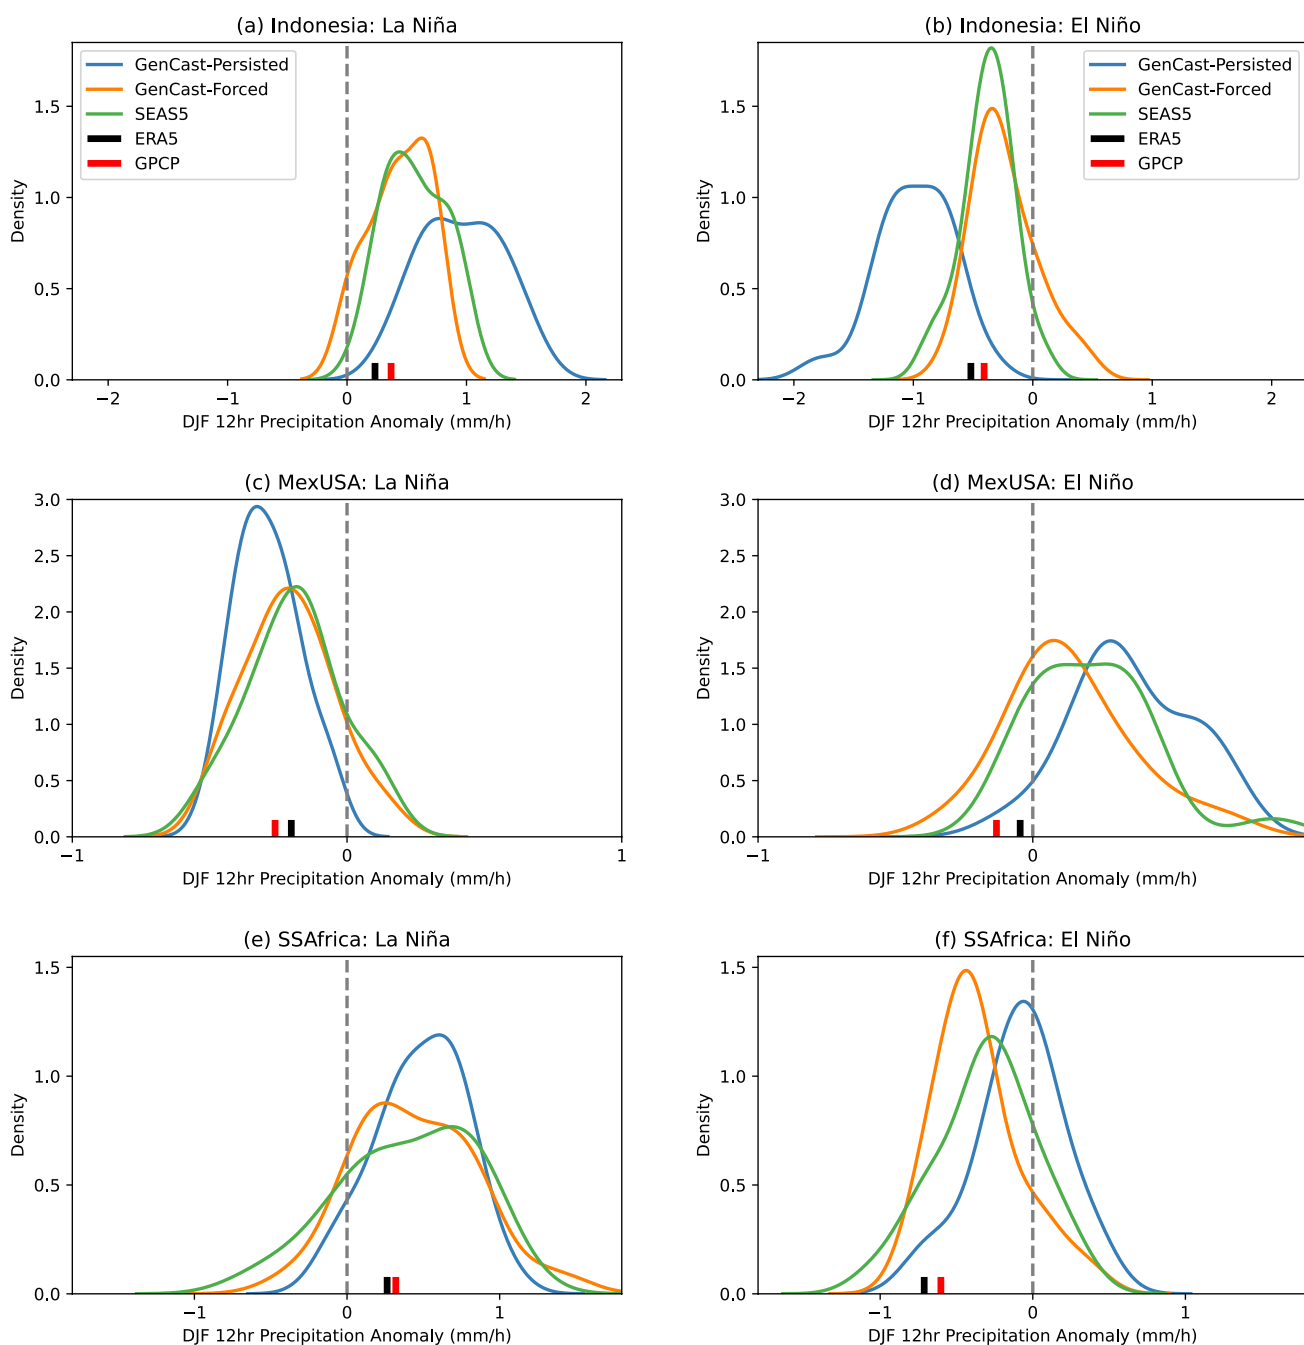 (a) Indonesia: La Niña
GenCast-Persisted
GenCast-Forced
SEAS5
ERA5
GPCP
Density
0.0
0.5
1.0
1.5
−2
−1
0
1
2
DJF 12hr Precipitation Anomaly (mm/h)
(b) Indonesia: El Niño
GenCast-Persisted
GenCast-Forced
SEAS5
ERA5
GPCP
Density
0.0
0.5
1.0
1.5
−2
−1
0
1
2
DJF 12hr Precipitation Anomaly (mm/h)
(c) MexUSA: La Niña
Density
0.0
0.5
1.0
1.5
2.0
2.5
3.0
−1
0
1
DJF 12hr Precipitation Anomaly (mm/h)
(d) MexUSA: El Niño
Density
0.0
0.5
1.0
1.5
2.0
2.5
3.0
−1
0
DJF 12hr Precipitation Anomaly (mm/h)
(e) SSAfrica: La Niña
Density
0.0
0.5
1.0
1.5
−1
0
1
DJF 12hr Precipitation Anomaly (mm/h)
(f) SSAfrica: El Niño
Density
0.0
0.5
1.0
1.5
−1
0
1
DJF 12hr Precipitation Anomaly (mm/h)